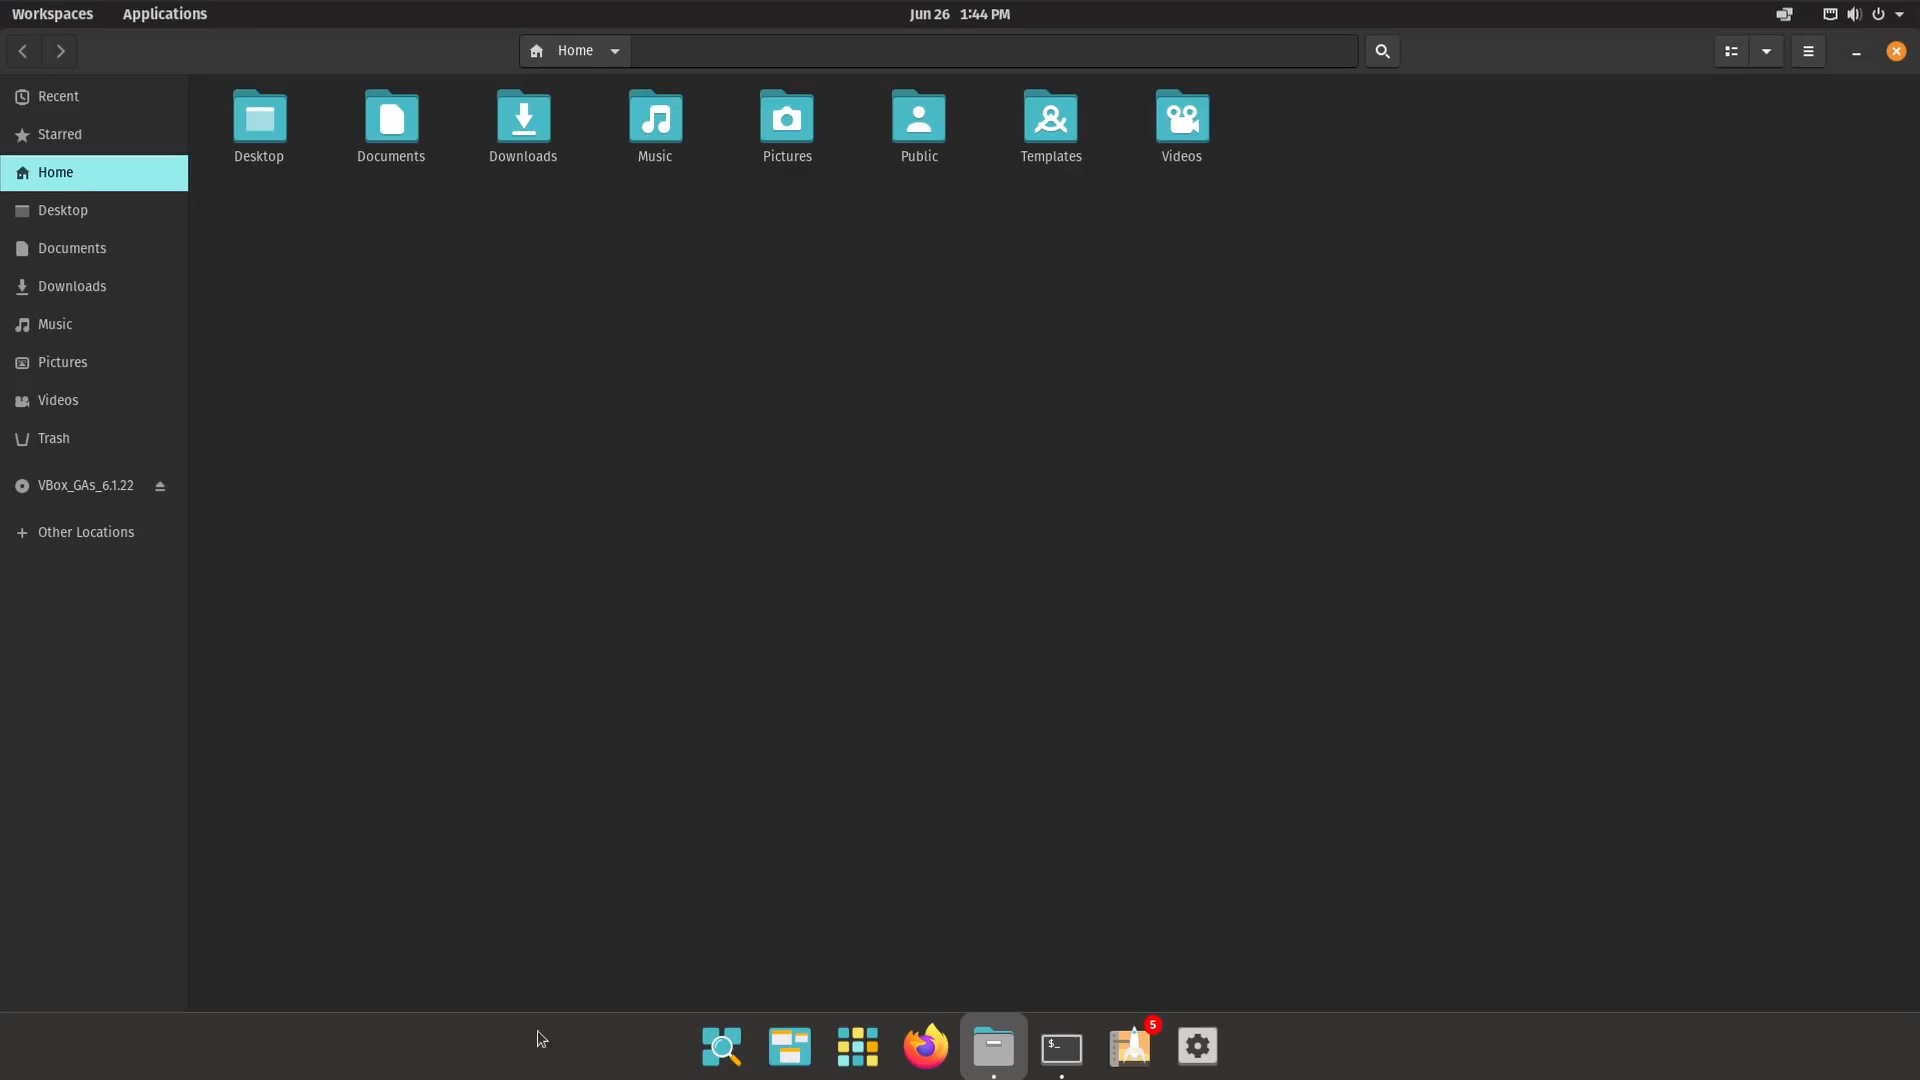 Workspaces Applications Jun 26 1:44 PM
Home
Recent
Starred
Home
Desktop
Documents
Downloads
Music
Pictures
Videos
Trash
VBox_GAs_6.1.22
Other Locations
Desktop Documents Downloads Music Pictures Public Templates Videos
$_
5